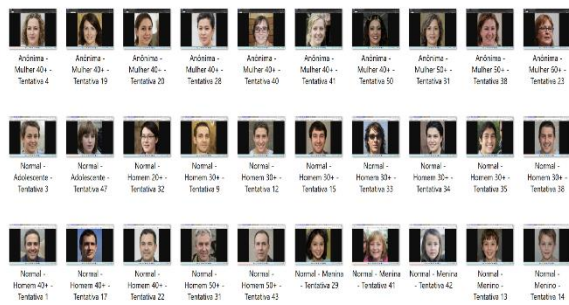 Anônima -
Mulher 40+ -
Tentativa 4
Anônima -
Mulher 40+ -
Tentativa 19
Anônima -
Mulher 40+ -
Tentativa 20
Anônima -
Mulher 40+ -
Tentativa 28
Anônima -
Mulher 40+ -
Tentativa 40
Anônima -
Mulher 40+ -
Tentativa 41
Anônima -
Mulher 40+ -
Tentativa 50
Anônima -
Mulher 50+ -
Tentativa 31
Anônima -
Mulher 50+ -
Tentativa 38
Anônima -
Mulher 60+ -
Tentativa 23
Normal -
Adolescente -
Tentativa 3
Normal -
Adolescente -
Tentativa 47
Normal -
Homem 20+ -
Tentativa 32
Normal -
Homem 30+ -
Tentativa 9
Normal -
Homem 30+ -
Tentativa 12
Normal -
Homem 30+ -
Tentativa 15
Normal -
Homem 30+ -
Tentativa 33
Normal -
Homem 30+ -
Tentativa 34
Normal -
Homem 30+ -
Tentativa 35
Normal -
Homem 30+ -
Tentativa 38
Normal -
Homem 40+ -
Tentativa 1
Normal -
Homem 40+ -
Tentativa 17
Normal -
Homem 40+ -
Tentativa 22
Normal -
Homem 50+ -
Tentativa 31
Normal -
Homem 50+ -
Tentativa 43
Normal - Menina
- Tentativa 29
Normal - Menina
- Tentativa 41
Normal - Menina
- Tentativa 42
Normal -
Menino -
Tentativa 13
Normal -
Menino -
Tentativa 14